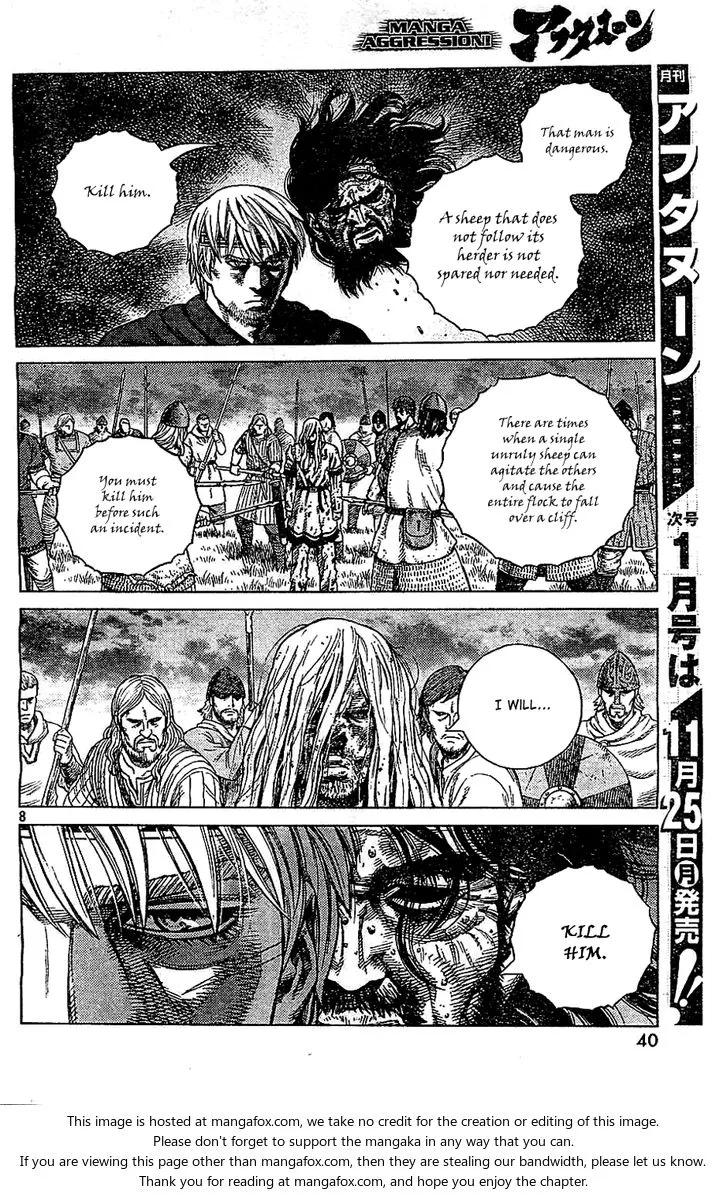 MANGA
AGGRESSION!
アフタヌーン
月刊
アフタヌーン
JANUARY
次号
1月号は
11月
25日(月)発売!!
Kill him.
That man is
dangerous.
A sheep that does
not follow its
herder is not
spared nor needed.
There are times
when a single
unruly sheep can
agitate the others
and cause the
entire flock to fall
over a cliff.
You must
kill him
before such
an incident.
I WILL...
8
KILL
HIM.
40
This image is hosted at mangafox.com, we take no credit for the creation or editing of this image.
Please don't forget to support the mangaka in any way that you can.
If you are viewing this page other than mangafox.com, then they are stealing our bandwidth, please let us know.
Thank you for reading at mangafox.com, and hope you enjoy the chapter.